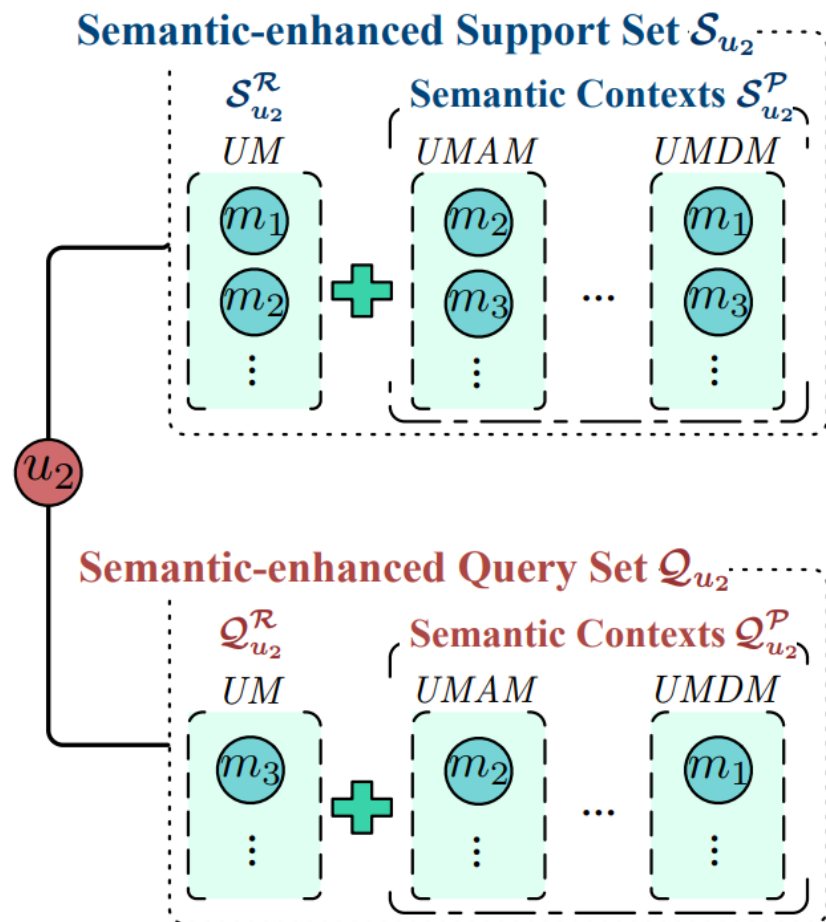 Semantic-enhanced Support Set 𝒮_{u_2}
𝒮^ℛ_{u_2} Semantic Contexts 𝒮^𝒫_{u_2}
UM UMAM UMDM
m_1 m_2 m_1
m_2 m_3 ... m_3
⋮ ⋮ ⋮
u_2
Semantic-enhanced Query Set 𝒬_{u_2}
𝒬^ℛ_{u_2} Semantic Contexts 𝒬^𝒫_{u_2}
UM UMAM UMDM
m_3 m_2 ... m_1
⋮ ⋮ ⋮